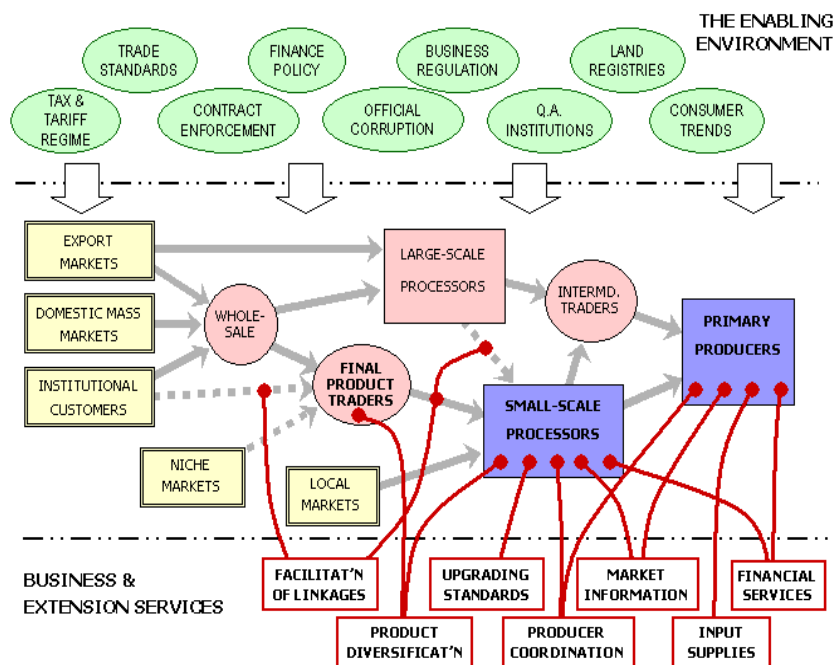 THE ENABLING
ENVIRONMENT
TRADE
STANDARDS
FINANCE
POLICY
BUSINESS
REGULATION
LAND
REGISTRIES
TAX &
TARIFF
REGIME
CONTRACT
ENFORCEMENT
OFFICIAL
CORRUPTION
Q.A.
INSTITUTIONS
CONSUMER
TRENDS
EXPORT
MARKETS
LARGE-SCALE
PROCESSORS
DOMESTIC MASS
MARKETS
WHOLE-
SALE
INTERMD.
TRADERS
PRIMARY
PRODUCERS
INSTITUTIONAL
CUSTOMERS
FINAL
PRODUCT
TRADERS
SMALL-SCALE
PROCESSORS
NICHE
MARKETS
LOCAL
MARKETS
BUSINESS &
EXTENSION SERVICES
FACILITAT'N
OF LINKAGES
UPGRADING
STANDARDS
MARKET
INFORMATION
FINANCIAL
SERVICES
PRODUCT
DIVERSIFICAT'N
PRODUCER
COORDINATION
INPUT
SUPPLIES